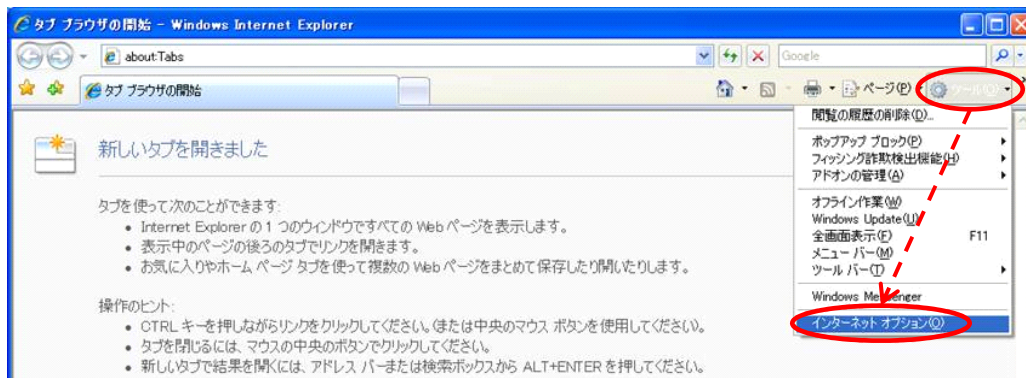 タブ ブラウザの開始 - Windows Internet Explorer
about:Tabs
Google
タブ ブラウザの開始
ページ(P)
ツール(O)
閲覧の履歴の削除(D)...
ポップアップ ブロック(P)
フィッシング詐欺検出機能(H)
アドオンの管理(A)
オフライン作業(W)
Windows Update(U)
全画面表示(F) F11
メニュー バー(M)
ツール バー(T)
Windows Messenger
インターネット オプション(O)
新しいタブを開きました
タブを使って次のことができます:
• Internet Explorer の 1 つのウィンドウですべての Web ページを表示します。
• 表示中のページの後ろのタブでリンクを開きます。
• お気に入りやホーム ページ タブを使って複数の Web ページをまとめて保存したり開いたりします。
操作のヒント:
• CTRL キーを押しながらリンクをクリックしてください。(または中央のマウス ボタンを使用してください)。
• タブを閉じるには、マウスの中央のボタンでクリックしてください。
• 新しいタブで結果を開くには、アドレス バーまたは検索ボックスから ALT+ENTER を押してください。